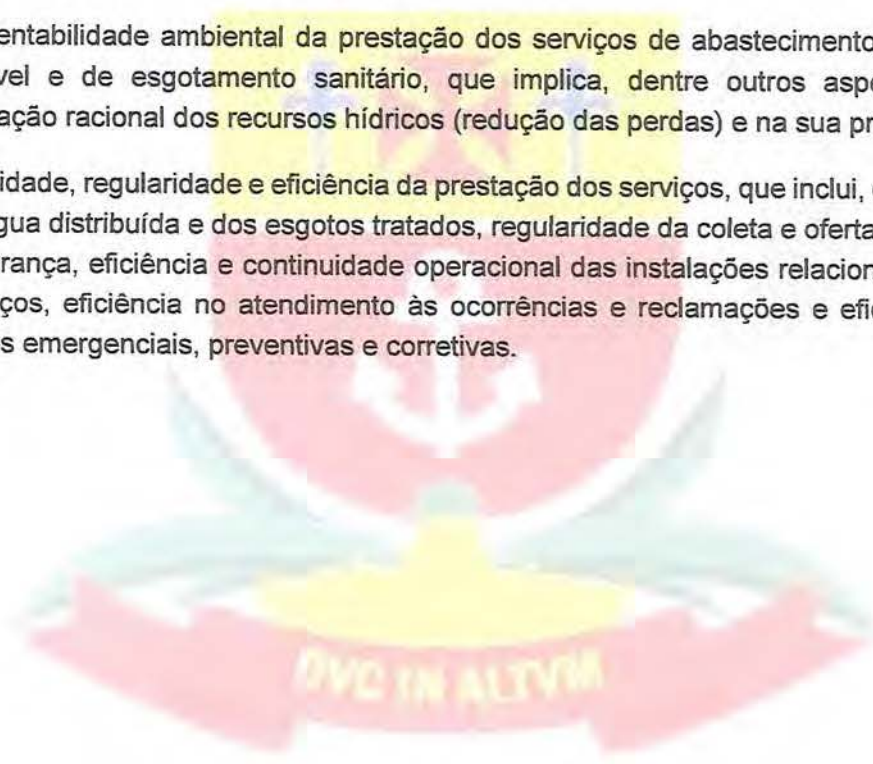 entabilidade ambiental da prestação dos serviços de abastecimento
vel e de esgotamento sanitário, que implica, dentre outros aspe
ação racional dos recursos hídricos (redução das perdas) e na sua pr
idade, regularidade e eficiência da prestação dos serviços, que inclui,
gua distribuída e dos esgotos tratados, regularidade da coleta e oferta
rança, eficiência e continuidade operacional das instalações relacion
ços, eficiência no atendimento às ocorrências e reclamações e efi
s emergenciais, preventivas e corretivas.
DVC IN ALTVM